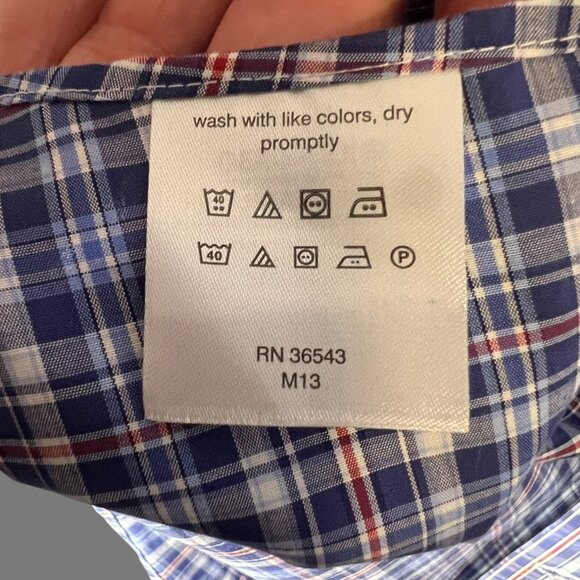 wash with like colors, dry
promptly
40
40 P
RN 36543
M13